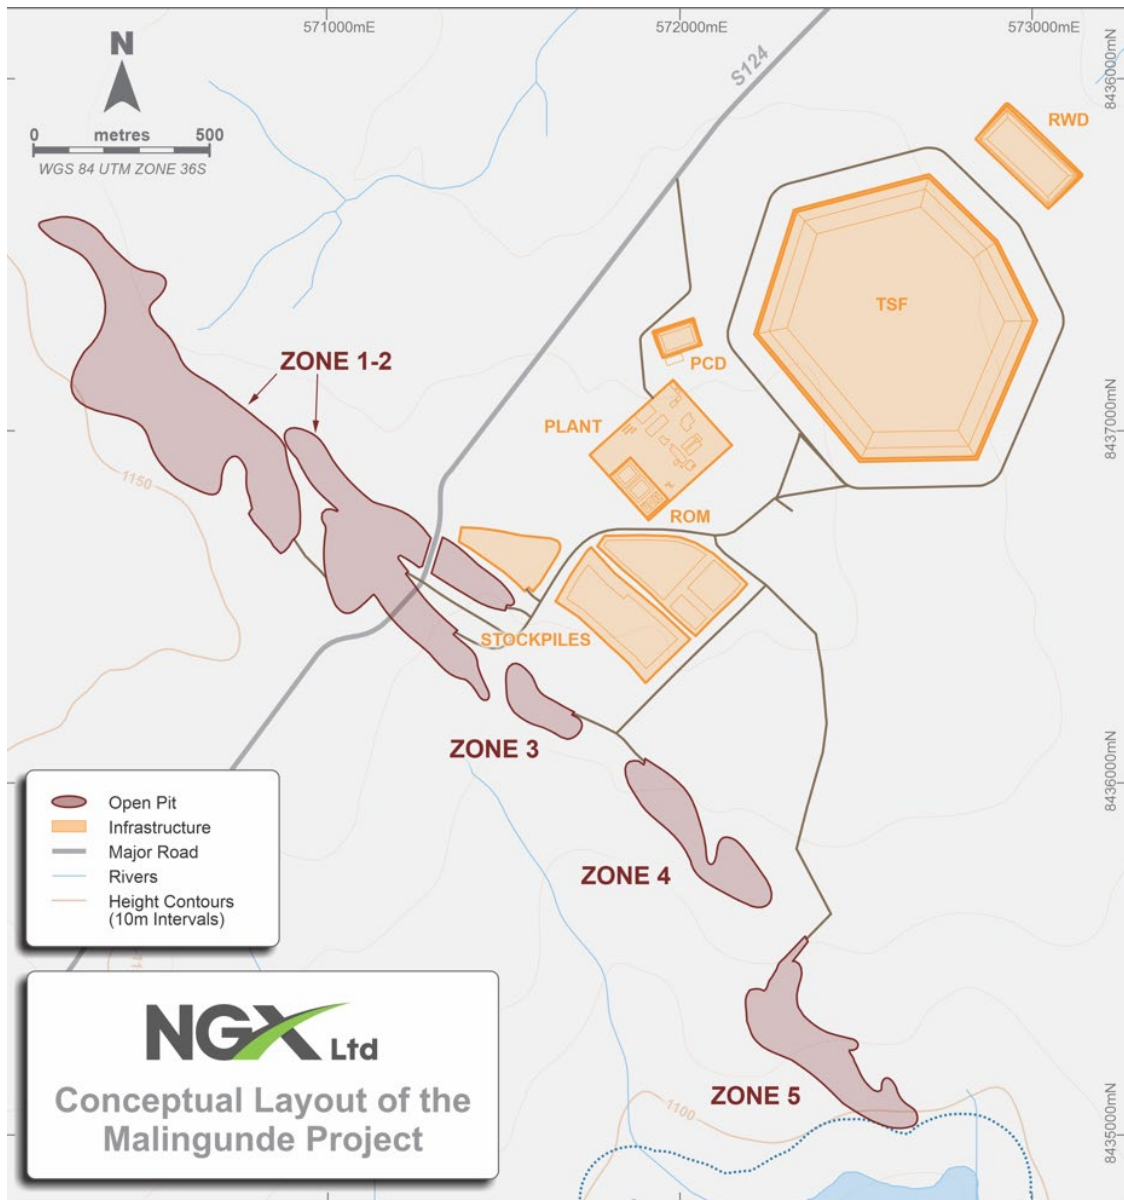 571000mE
572000mE
573000mE
N
0 metres 500
WGS 84 UTM ZONE 36S
S124
8436000mN
RWD
TSF
ZONE 1-2
PCD
PLANT
8437000mN
1150
ROM
STOCKPILES
ZONE 3
8436000mN
ZONE 4
Open Pit
Infrastructure
Major Road
Rivers
Height Contours
(10m Intervals)
NGX Ltd
Conceptual Layout of the
Malingunde Project
ZONE 5
1100
8435000mN